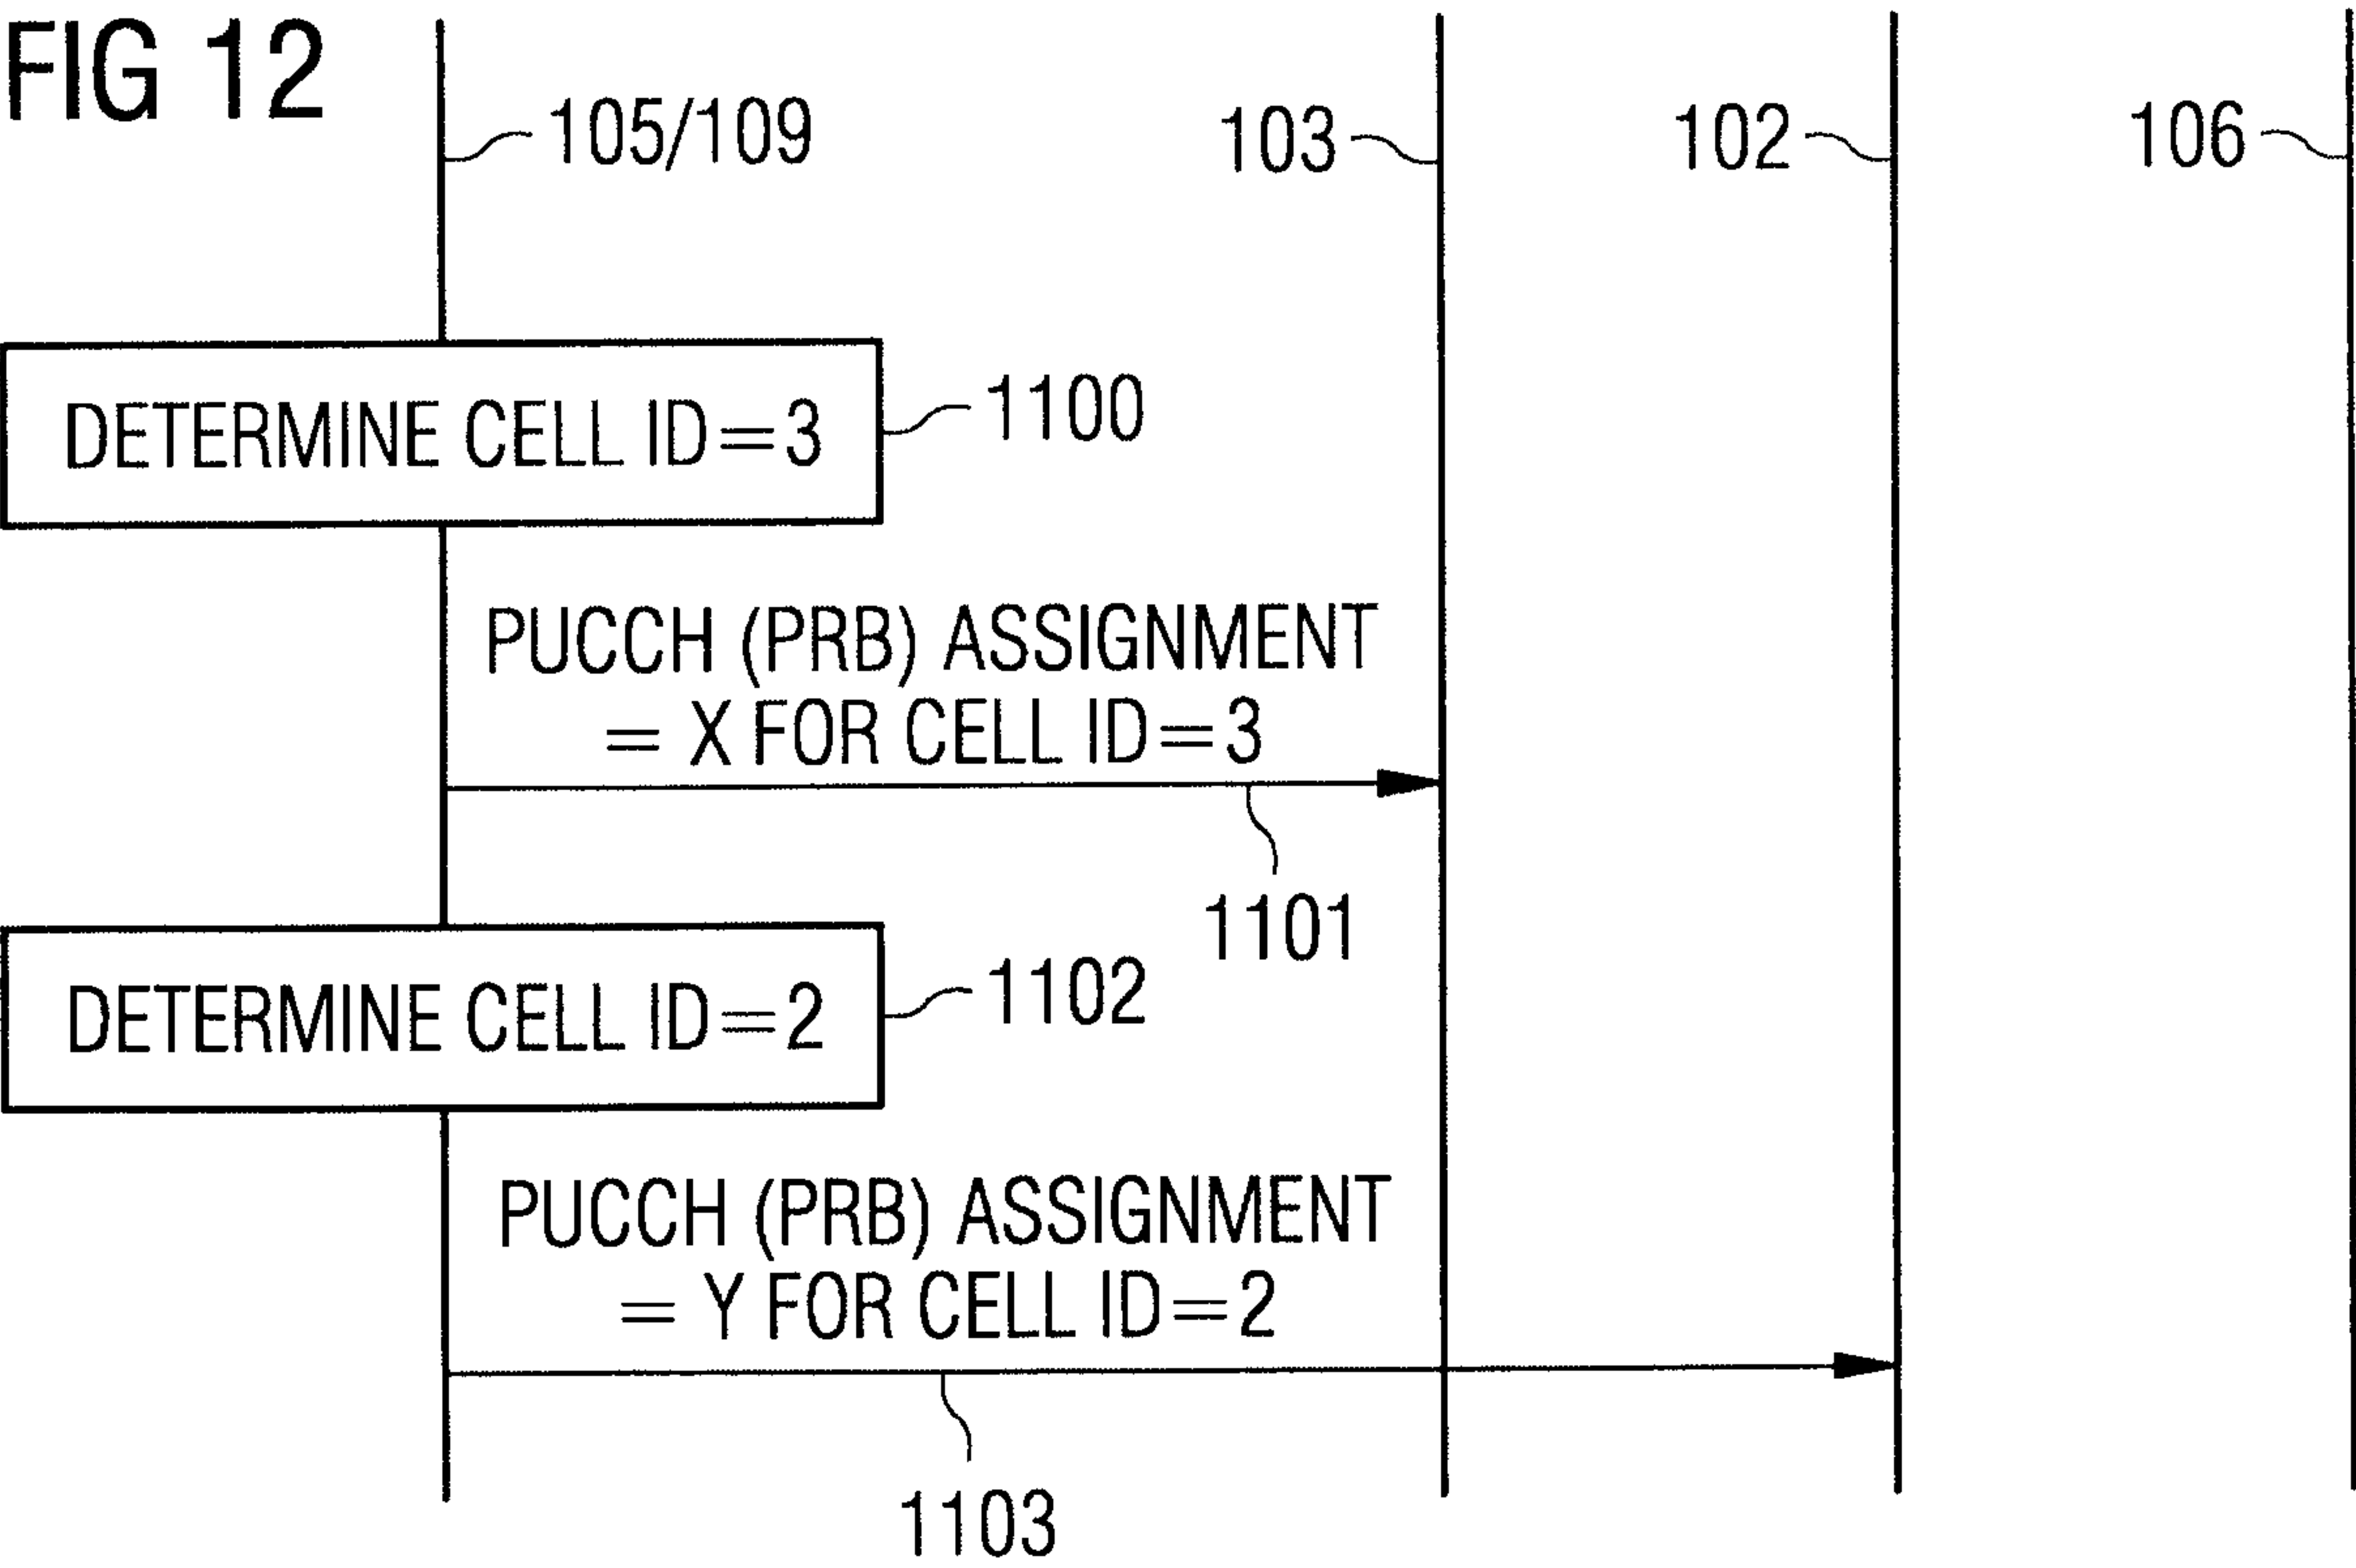 FIG 12
105/109
103
102
106
DETERMINE CELL ID=3
1100
PUCCH (PRB) ASSIGNMENT
= X FOR CELL ID=3
1101
DETERMINE CELL ID=2
1102
PUCCH (PRB) ASSIGNMENT
= Y FOR CELL ID=2
1103